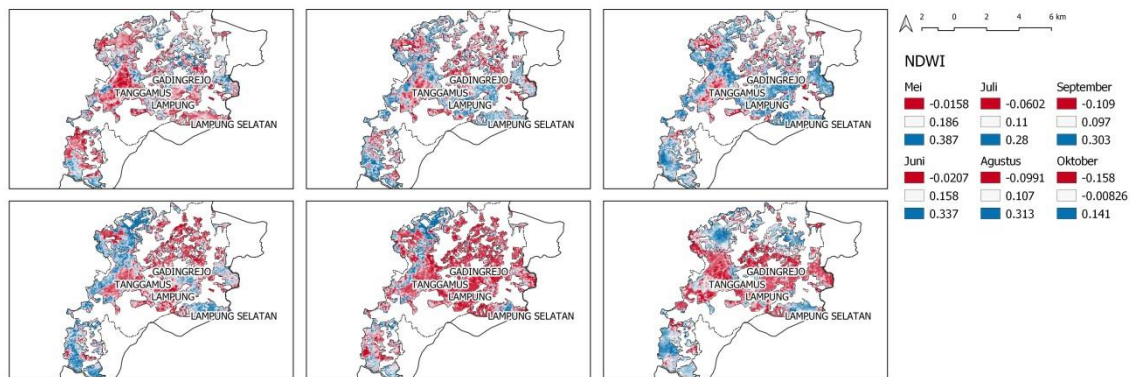 GADINGREJO
TANGGAMUS
LAMPUNG
LAMPUNG SELATAN
GADINGREJO
TANGGAMUS
LAMPUNG
LAMPUNG SELATAN
GADINGREJO
TANGGAMUS
LAMPUNG
LAMPUNG SELATAN
GADINGREJO
TANGGAMUS
LAMPUNG
LAMPUNG SELATAN
GADINGREJO
TANGGAMUS
LAMPUNG
LAMPUNG SELATAN
GADINGREJO
TANGGAMUS
LAMPUNG
LAMPUNG SELATAN
2 0 2 4 6 km
NDWI
Mei Juli September
-0.0158 -0.0602 -0.109
0.186 0.11 0.097
0.387 0.28 0.303
Juni Agustus Oktober
-0.0207 -0.0991 -0.158
0.158 0.107 -0.00826
0.337 0.313 0.141